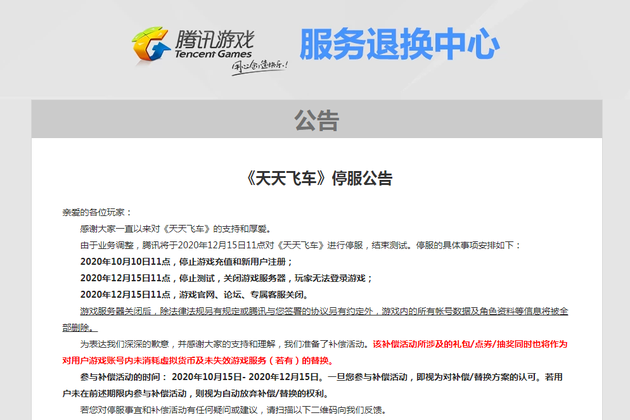 腾讯游戏
Tencent Games
用心创造快乐!
服务退换中心
公告
《天天飞车》停服公告
亲爱的各位玩家:
感谢大家一直以来对《天天飞车》的支持和厚爱。
由于业务调整，腾讯将于2020年12月15日11点对《天天飞车》进行停服，结束测试。停服的具体事项安排如下：
2020年10月10日11点，停止游戏充值和新用户注册；
2020年12月15日11点，停止测试，关闭游戏服务器，玩家无法登录游戏；
2020年12月15日11点，游戏官网、论坛、专属客服关闭。
游戏服务器关闭后，除法律法规另有规定或腾讯与您签署的协议另有约定外，游戏内的所有帐号数据及角色资料等信息将被全
部删除。
为表达我们深深的歉意，并感谢大家的支持和理解，我们准备了补偿活动。该补偿活动所涉及的礼包/点券/抽奖同时也将作为
对用户游戏账号内未消耗虚拟货币及未失效游戏服务（若有）的替换。
参与补偿活动的时间： 2020年10月15日- 2020年12月15日。一旦您参与补偿活动，即视为对补偿/替换方案的认可。若用
户未在前述期限内参与补偿活动，则视为自动放弃补偿/替换的权利。
若您对停服事宜和补偿活动有任何疑问或建议，请扫描以下二维码向我们反馈。